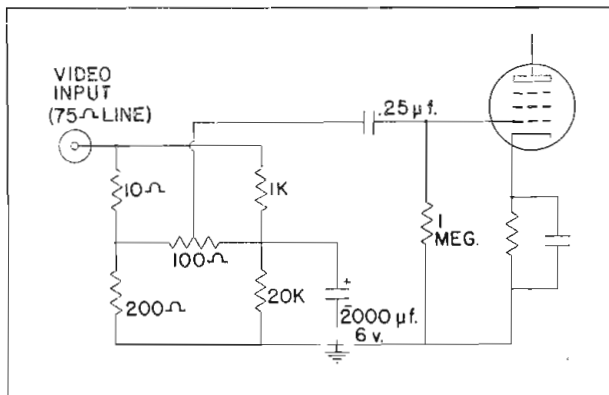 VIDEO
INPUT
(75Ω LINE)
.25 μf.
10Ω
1K
100Ω
1
MEG.
200Ω
20K
+
-
2000 μf.
6 v.